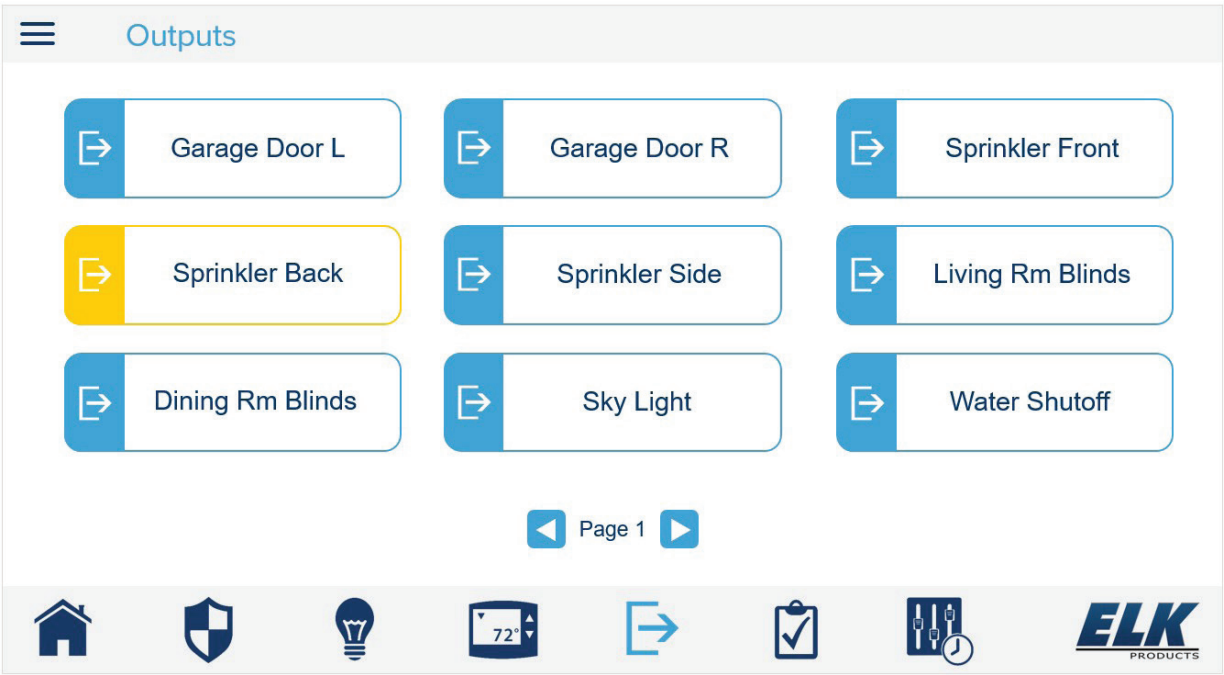 Outputs
Garage Door L
Garage Door R
Sprinkler Front
Sprinkler Back
Sprinkler Side
Living Rm Blinds
Dining Rm Blinds
Sky Light
Water Shutoff
Page 1
72°
ELK
PRODUCTS